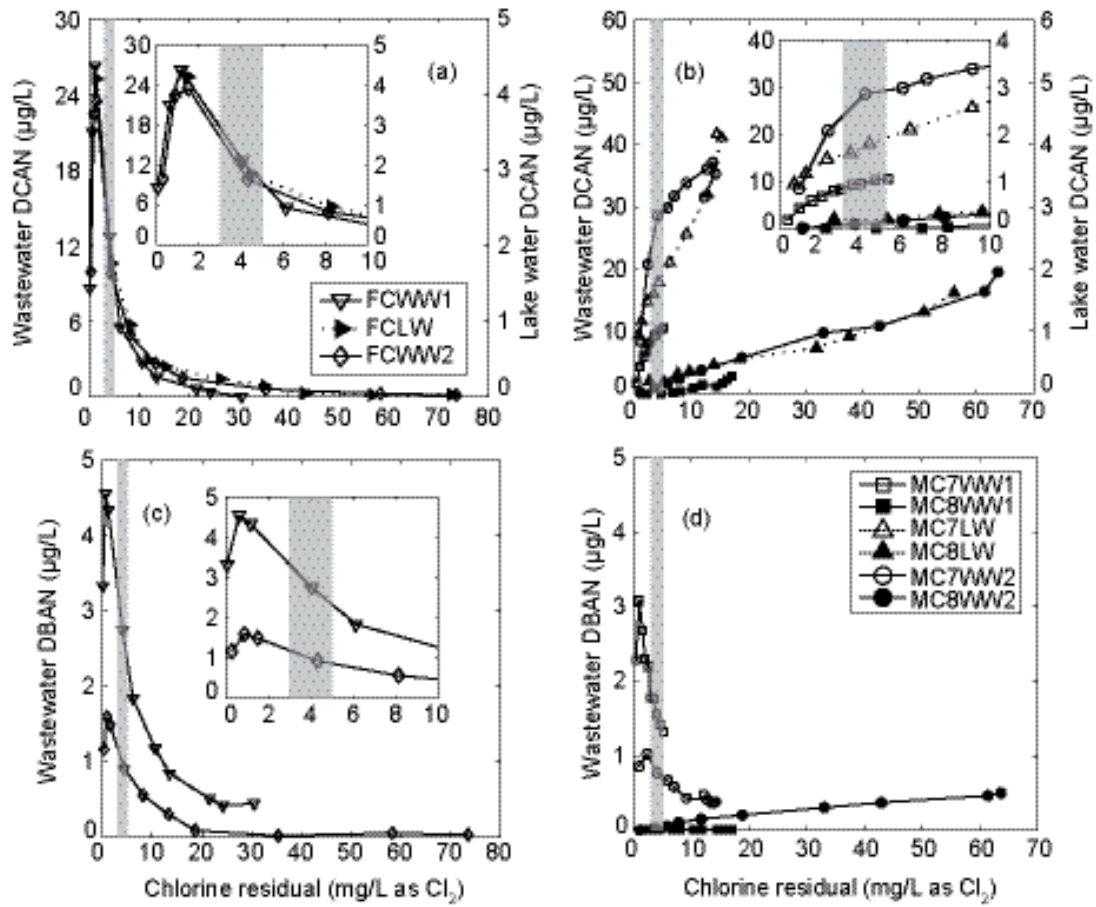 (a)
Wastewater DCAN (µg/L)
30
24
18
12
6
0
Lake water DCAN (µg/L)
5
4
3
2
1
0
0 10 20 30 40 50 60 70 80
30
24
18
12
6
0
5
4
3
2
1
0
0 2 4 6 8 10
FCWW1
FCLW
FCWW2
(b)
Wastewater DCAN (µg/L)
60
50
40
30
20
10
0
Lake water DCAN (µg/L)
6
5
4
3
2
1
0
0 10 20 30 40 50 60 70
40
30
20
10
0
4
3
2
1
0
0 2 4 6 8 10
(c)
Wastewater DBAN (µg/L)
5
4
3
2
1
0
0 10 20 30 40 50 60 70 80
Chlorine residual (mg/L as Cl₂)
5
4
3
2
1
0
0 2 4 6 8 10
(d)
Wastewater DBAN (µg/L)
5
4
3
2
1
0
0 10 20 30 40 50 60 70
Chlorine residual (mg/L as Cl₂)
MC7WW1
MC8WW1
MC7LW
MC8LW
MC7WW2
MC8WW2